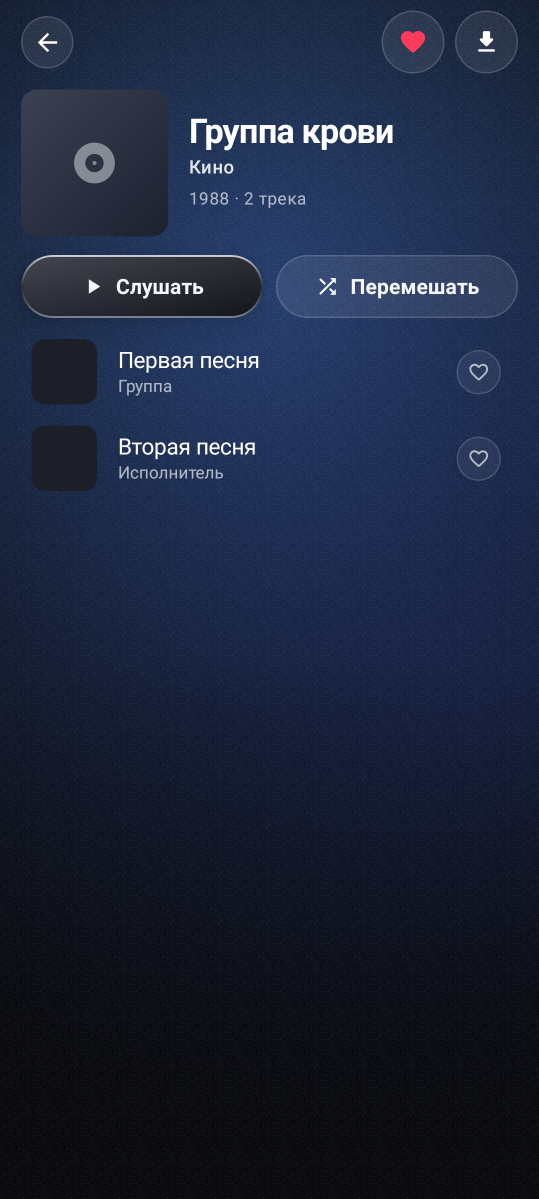 Группа крови
Кино
1988 · 2 трека
Слушать
Перемешать
Первая песня
Группа
Вторая песня
Исполнитель